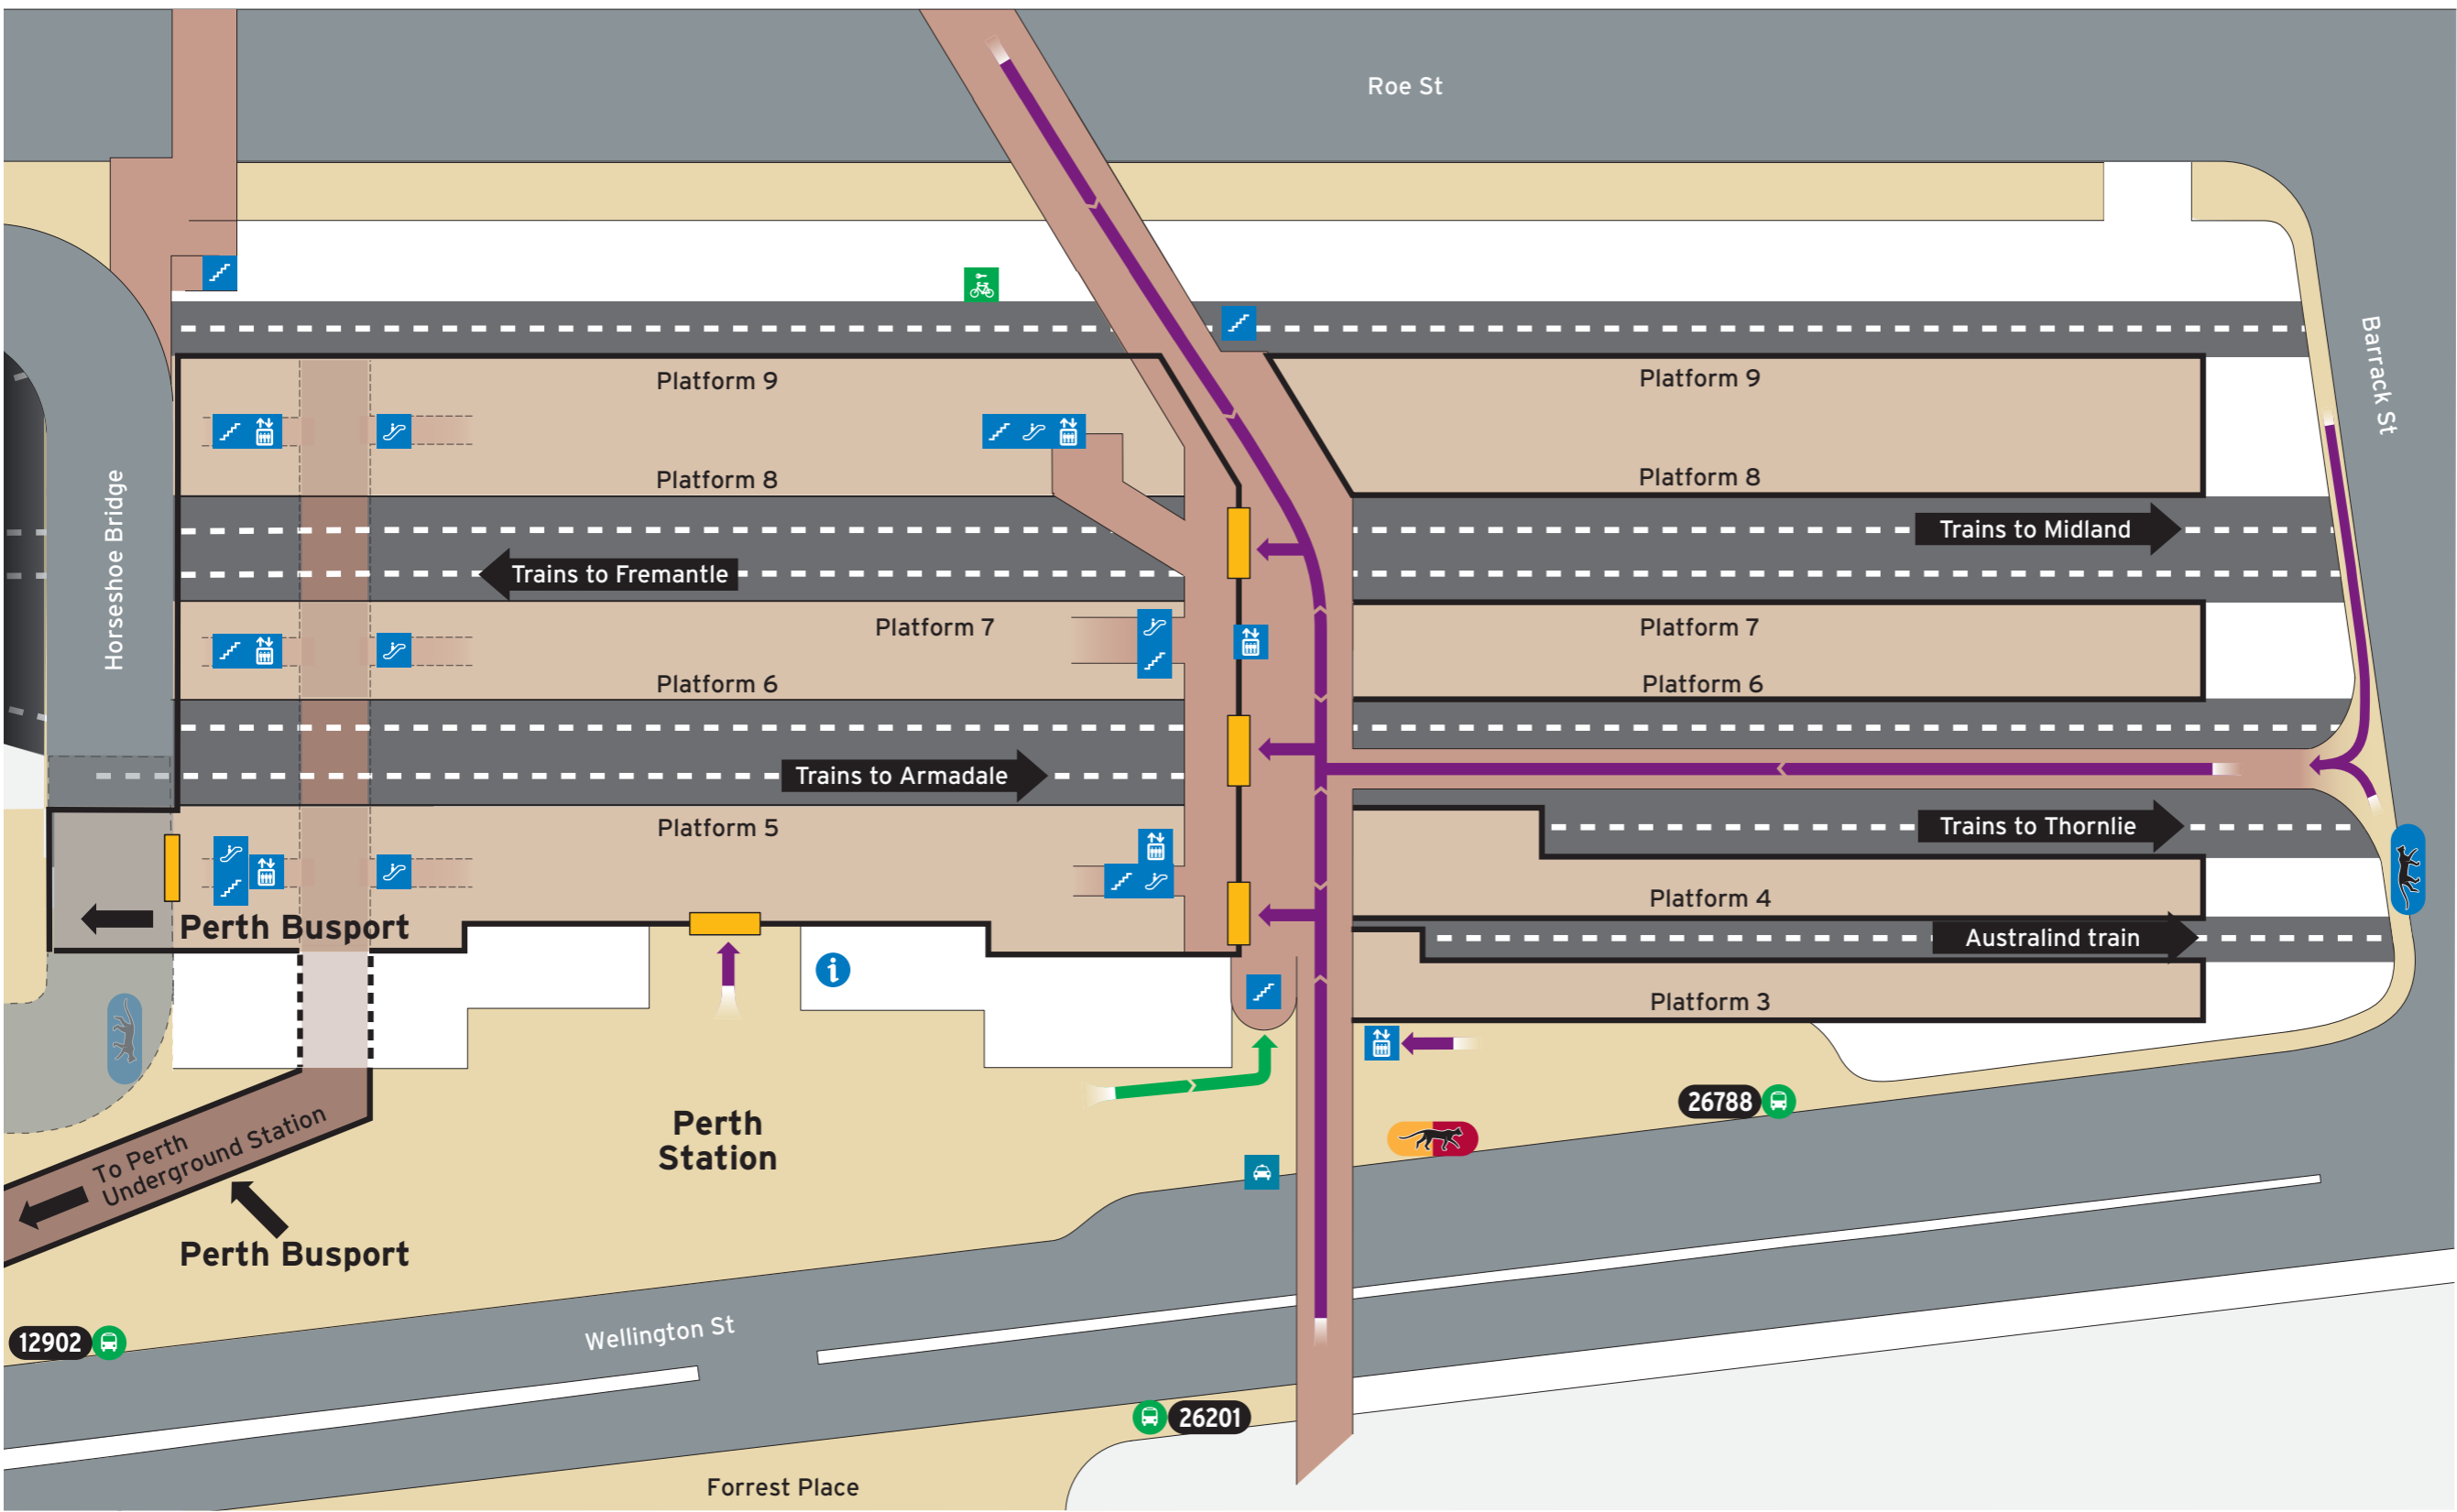 Roe St
Barrack St
Horseshoe Bridge
Platform 9
Platform 9
Platform 8
Platform 8
Trains to Midland
Trains to Fremantle
Platform 7
Platform 7
Platform 6
Platform 6
Trains to Armadale
Platform 5
Trains to Thornlie
Platform 4
Perth Busport
Australind train
i
Platform 3
26788
Perth
Station
To Perth
Underground Station
Perth Busport
12902
Wellington St
26201
Forrest Place